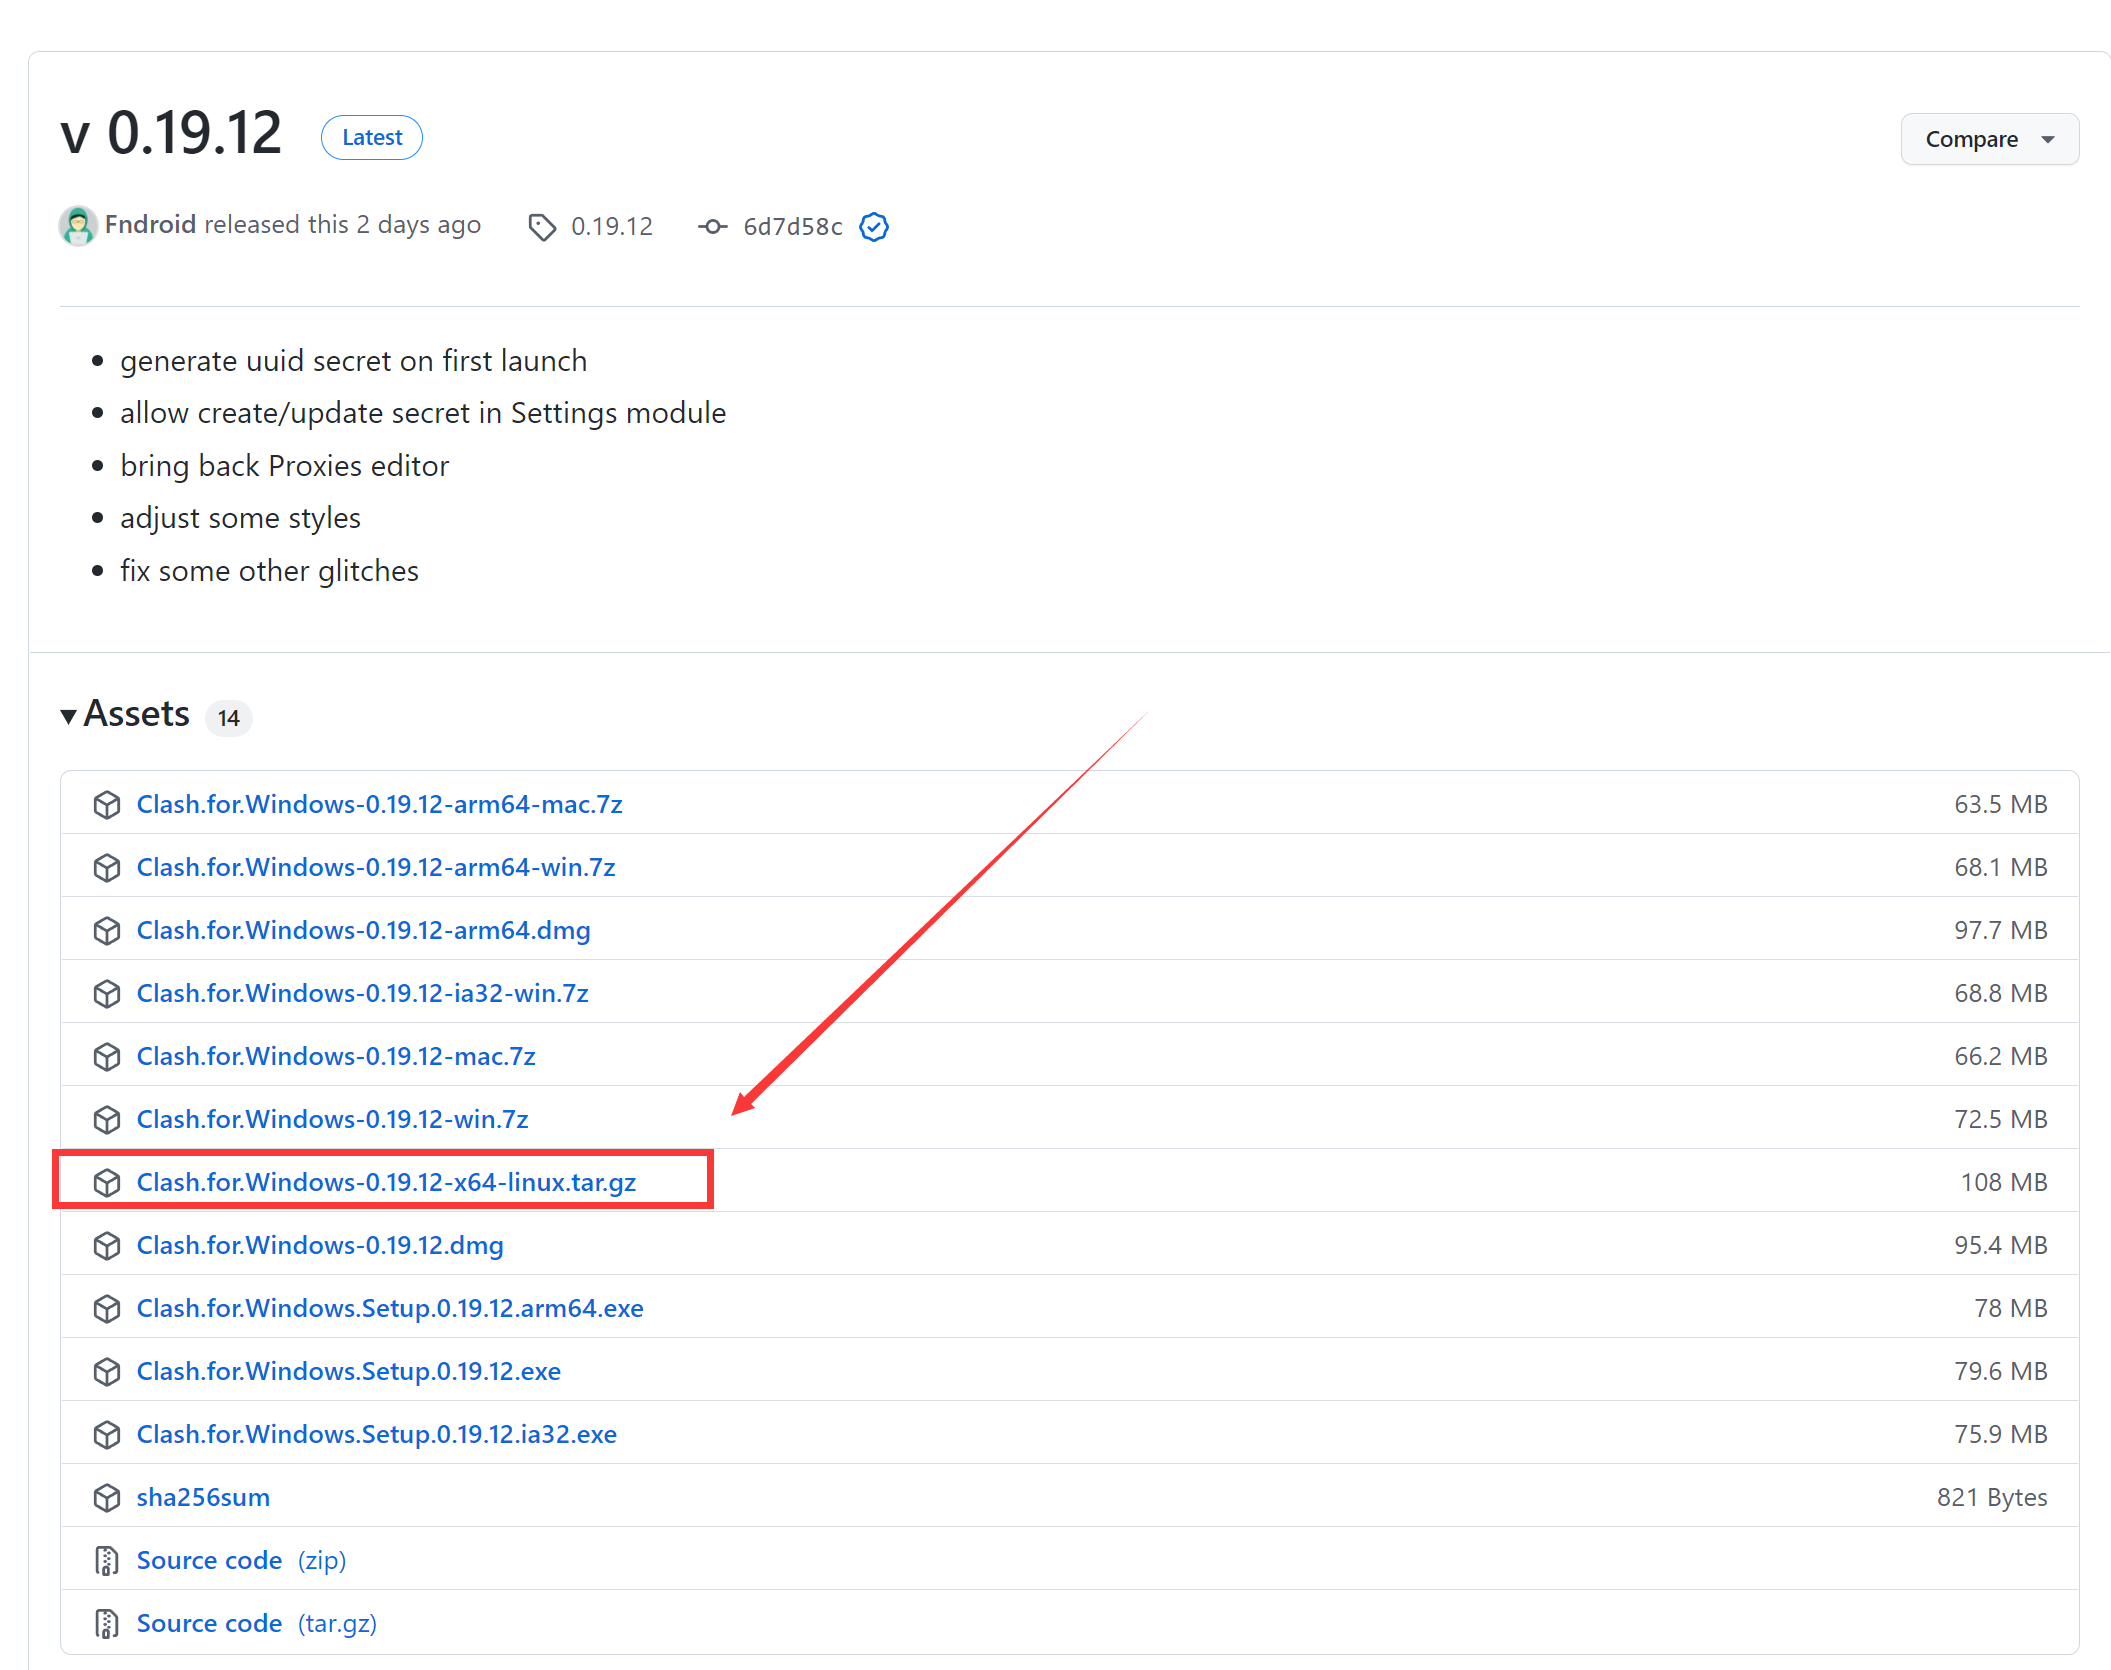 v 0.19.12 Latest Compare
Fndroid released this 2 days ago 0.19.12 6d7d58c
generate uuid secret on first launch
allow create/update secret in Settings module
bring back Proxies editor
adjust some styles
fix some other glitches
Assets 14
Clash.for.Windows-0.19.12-arm64-mac.7z 63.5 MB
Clash.for.Windows-0.19.12-arm64-win.7z 68.1 MB
Clash.for.Windows-0.19.12-arm64.dmg 97.7 MB
Clash.for.Windows-0.19.12-ia32-win.7z 68.8 MB
Clash.for.Windows-0.19.12-mac.7z 66.2 MB
Clash.for.Windows-0.19.12-win.7z 72.5 MB
Clash.for.Windows-0.19.12-x64-linux.tar.gz 108 MB
Clash.for.Windows-0.19.12.dmg 95.4 MB
Clash.for.Windows.Setup.0.19.12.arm64.exe 78 MB
Clash.for.Windows.Setup.0.19.12.exe 79.6 MB
Clash.for.Windows.Setup.0.19.12.ia32.exe 75.9 MB
sha256sum 821 Bytes
Source code (zip)
Source code (tar.gz)